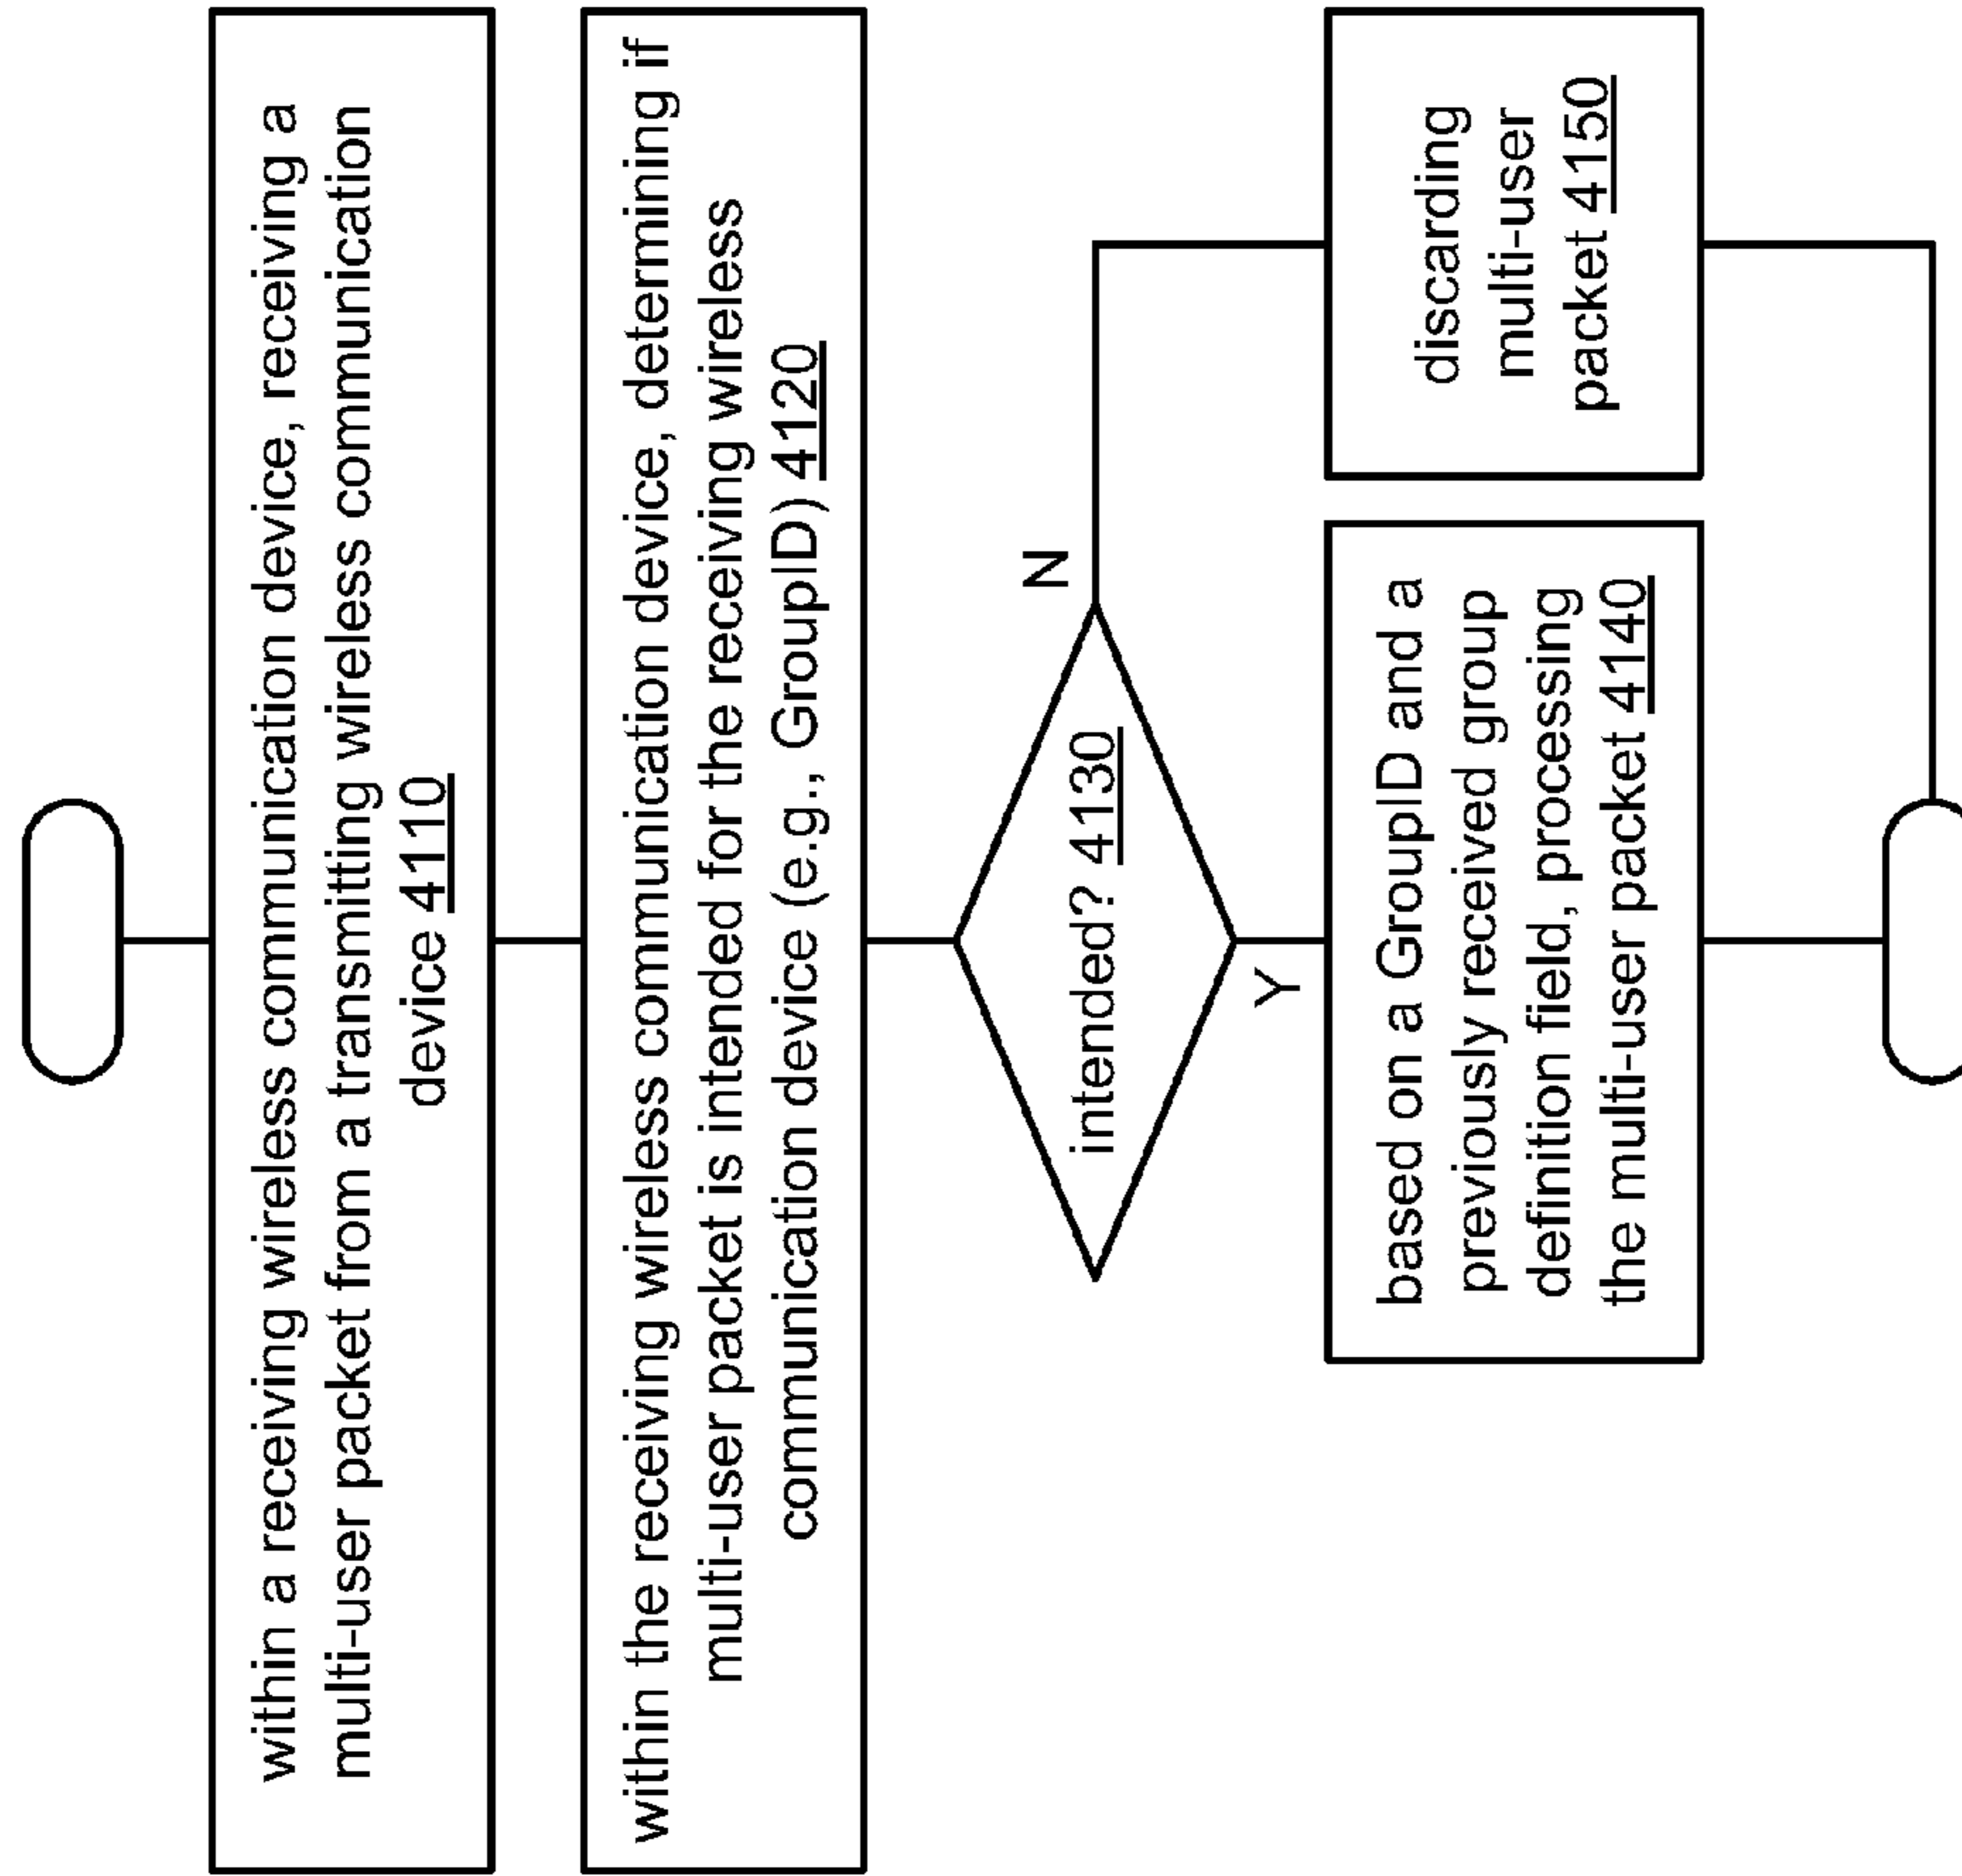 within a receiving wireless communication device, receiving a
multi-user packet from a transmitting wireless communication
device 4110
within the receiving wireless communication device, determining if
multi-user packet is intended for the receiving wireless
communication device (e.g., GroupID) 4120
intended? 4130
N
Y
based on a GroupID and a
previously received group
definition field, processing
the multi-user packet 4140
discarding
multi-user
packet 4150